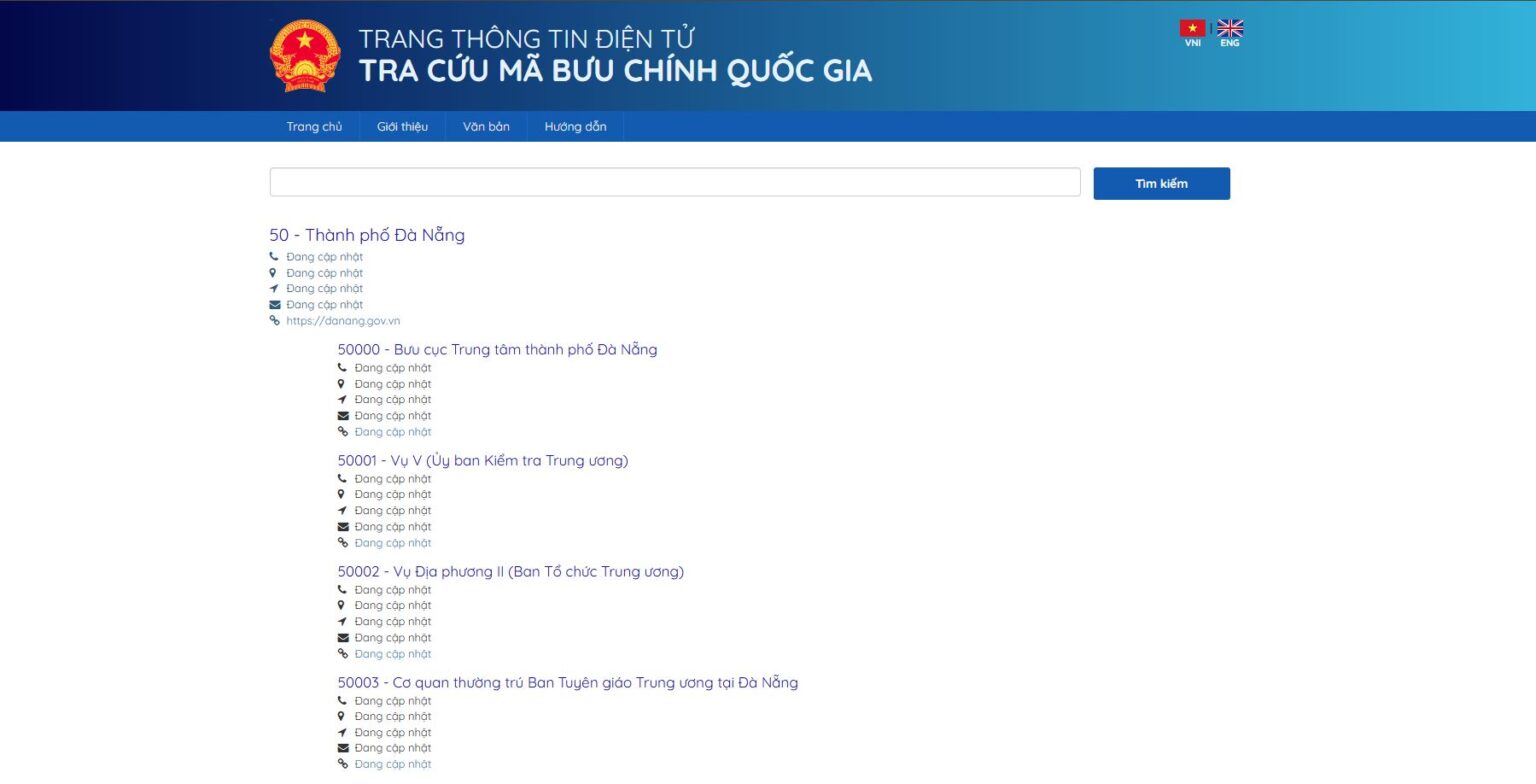 TRANG THÔNG TIN ĐIỆN TỬ
TRA CỨU MÃ BƯU CHÍNH QUỐC GIA
VNI | ENG
Trang chủ Giới thiệu Văn bản Hướng dẫn
Tìm kiếm
50 - Thành phố Đà Nẵng
Đang cập nhật
Đang cập nhật
Đang cập nhật
Đang cập nhật
https://danang.gov.vn
50000 - Bưu cục Trung tâm thành phố Đà Nẵng
Đang cập nhật
Đang cập nhật
Đang cập nhật
Đang cập nhật
Đang cập nhật
50001 - Vụ V (Ủy ban Kiểm tra Trung ương)
Đang cập nhật
Đang cập nhật
Đang cập nhật
Đang cập nhật
Đang cập nhật
50002 - Vụ Địa phương II (Ban Tổ chức Trung ương)
Đang cập nhật
Đang cập nhật
Đang cập nhật
Đang cập nhật
Đang cập nhật
50003 - Cơ quan thường trú Ban Tuyên giáo Trung ương tại Đà Nẵng
Đang cập nhật
Đang cập nhật
Đang cập nhật
Đang cập nhật
Đang cập nhật